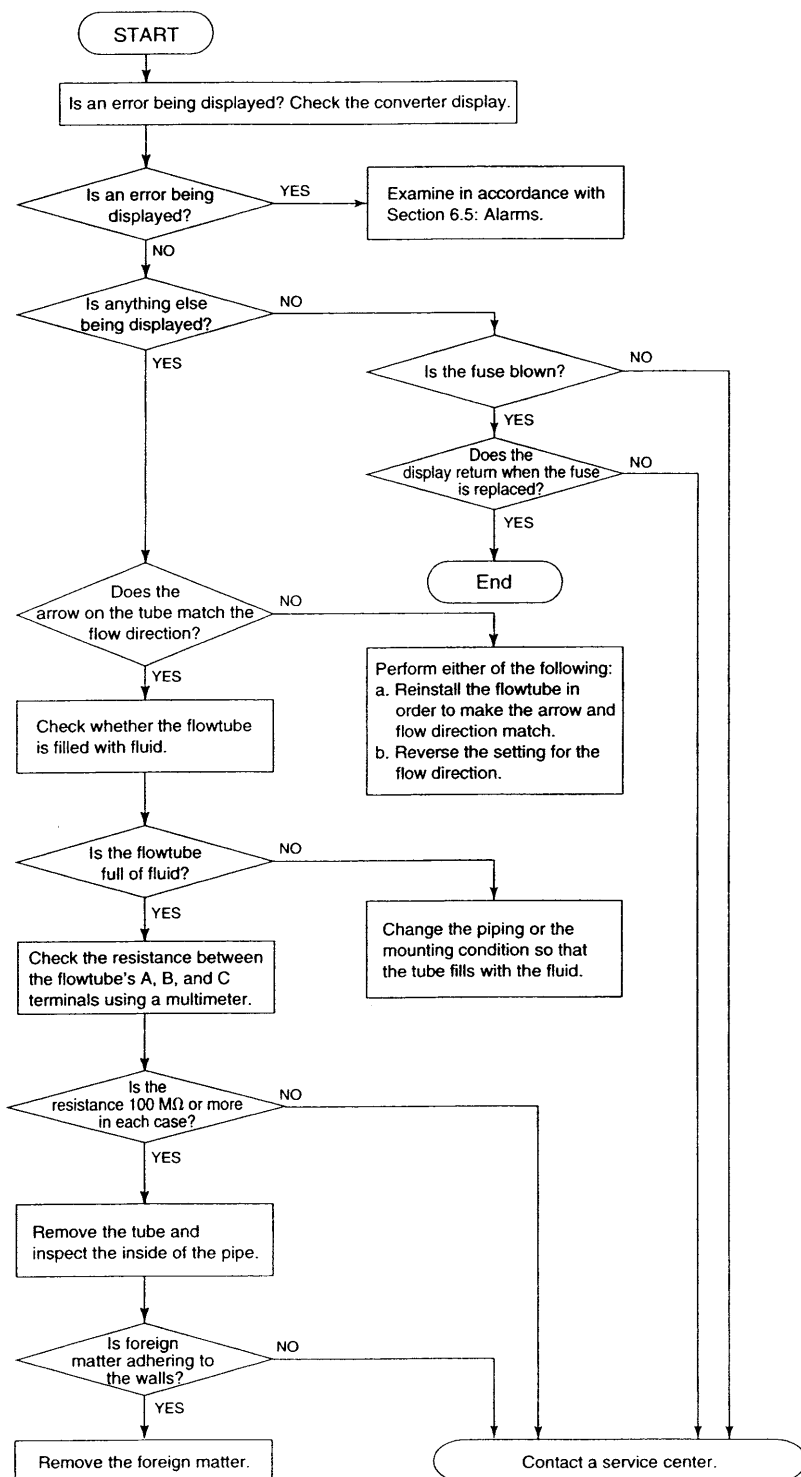 START
Is an error being displayed? Check the converter display.
Is an error being
displayed?
YES
Examine in accordance with
Section 6.5: Alarms.
NO
Is anything else
being displayed?
NO
YES
Is the fuse blown?
NO
YES
Does the
display return when the fuse
is replaced?
NO
YES
End
Does the
arrow on the tube match the
flow direction?
NO
YES
Perform either of the following:
a. Reinstall the flowtube in
order to make the arrow and
flow direction match.
b. Reverse the setting for the
flow direction.
Check whether the flowtube
is filled with fluid.
Is the flowtube
full of fluid?
NO
YES
Change the piping or the
mounting condition so that
the tube fills with the fluid.
Check the resistance between
the flowtube's A, B, and C
terminals using a multimeter.
Is the
resistance 100 MΩ or more
in each case?
NO
YES
Remove the tube and
inspect the inside of the pipe.
Is foreign
matter adhering to
the walls?
NO
YES
Remove the foreign matter.
Contact a service center.